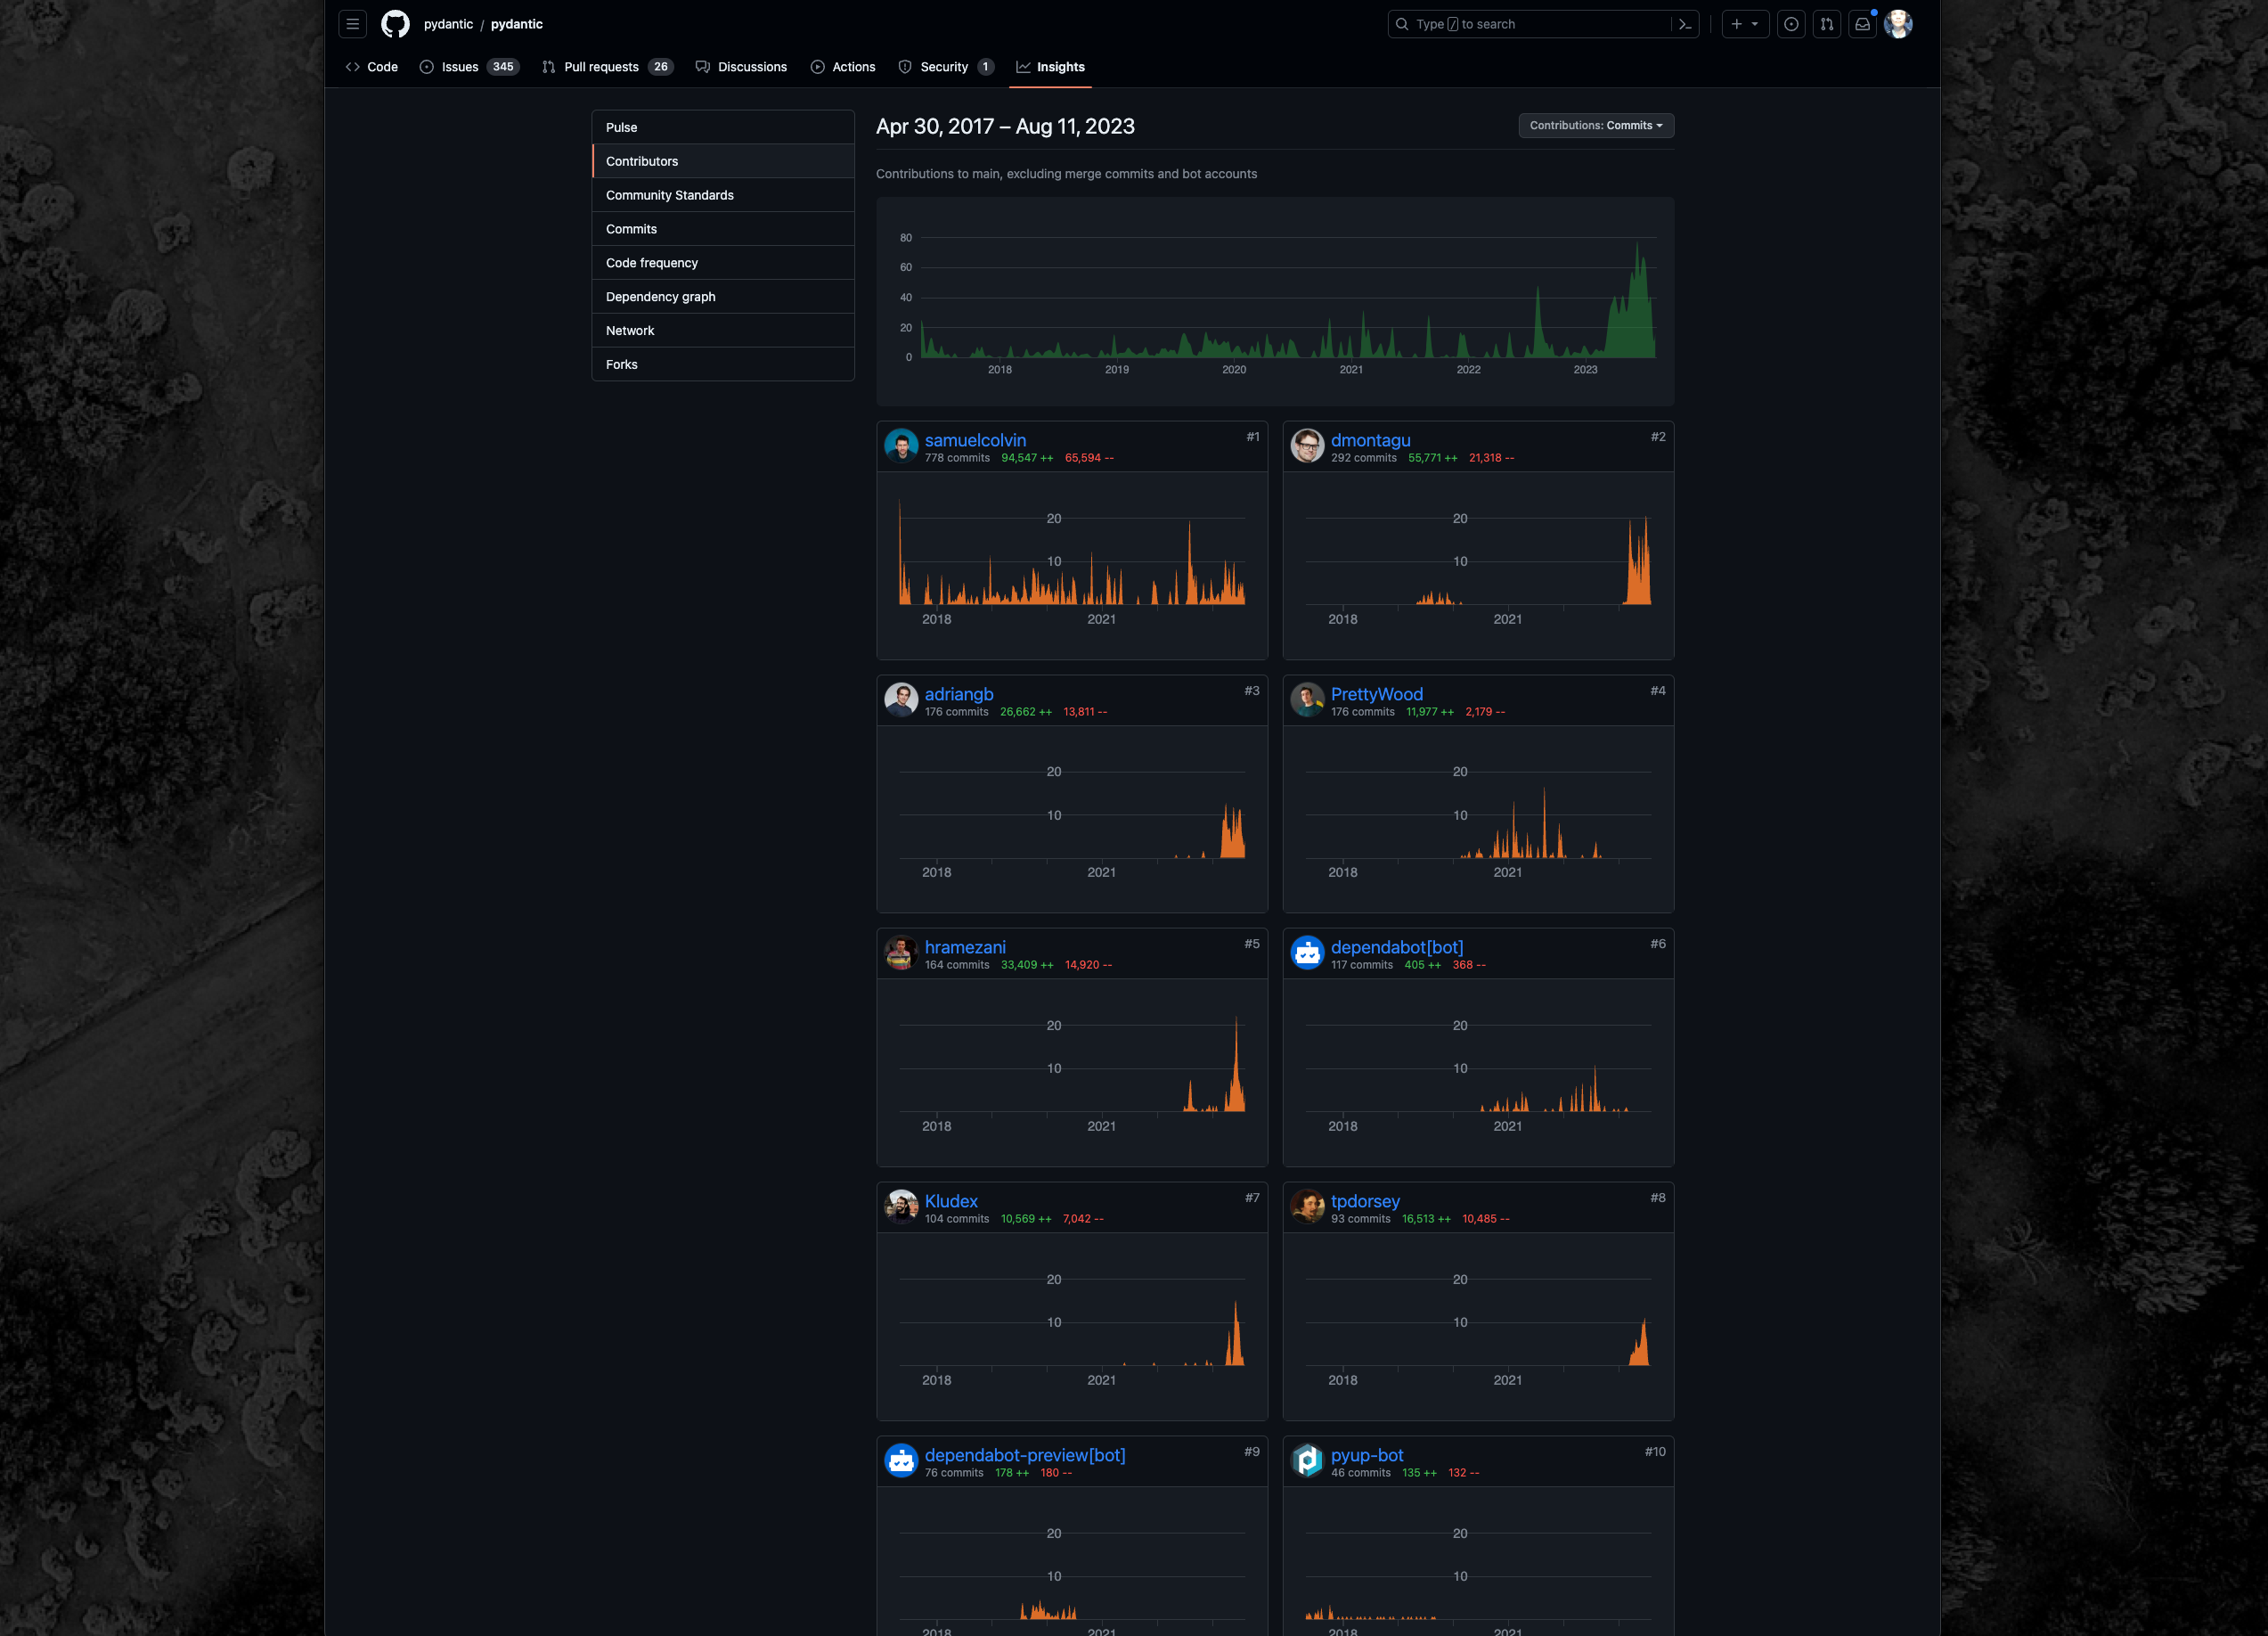 pydantic / pydantic
Type / to search
Code
Issues 345
Pull requests 26
Discussions
Actions
Security 1
Insights
Pulse
Contributors
Community Standards
Commits
Code frequency
Dependency graph
Network
Forks
Apr 30, 2017 – Aug 11, 2023
Contributions: Commits
Contributions to main, excluding merge commits and bot accounts
80
60
40
20
0
2018 2019 2020 2021 2022 2023
samuelcolvin #1
778 commits 94,547 ++ 65,594 --
20
10
2018 2021
dmontagu #2
292 commits 55,771 ++ 21,318 --
20
10
2018 2021
adriangb #3
176 commits 26,662 ++ 13,811 --
20
10
2018 2021
PrettyWood #4
176 commits 11,977 ++ 2,179 --
20
10
2018 2021
hramezani #5
164 commits 33,409 ++ 14,920 --
20
10
2018 2021
dependabot[bot] #6
117 commits 405 ++ 368 --
20
10
2018 2021
Kludex #7
104 commits 10,569 ++ 7,042 --
20
10
2018 2021
tpdorsey #8
93 commits 16,513 ++ 10,485 --
20
10
2018 2021
dependabot-preview[bot] #9
76 commits 178 ++ 180 --
20
10
2018 2021
pyup-bot #10
46 commits 135 ++ 132 --
20
10
2018 2021